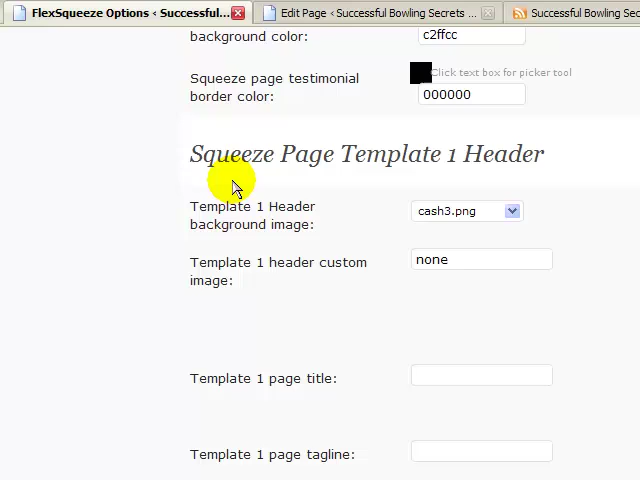 FlexSqueeze Options ‹ Successful...
Edit Page ‹ Successful Bowling Secrets ...
Successful Bowling Sec
background color:
c2ffcc
Squeeze page testimonial
border color:
Click text box for picker tool
000000
Squeeze Page Template 1 Header
Template 1 Header
background image:
cash3.png
Template 1 header custom
image:
none
Template 1 page title:
Template 1 page tagline: